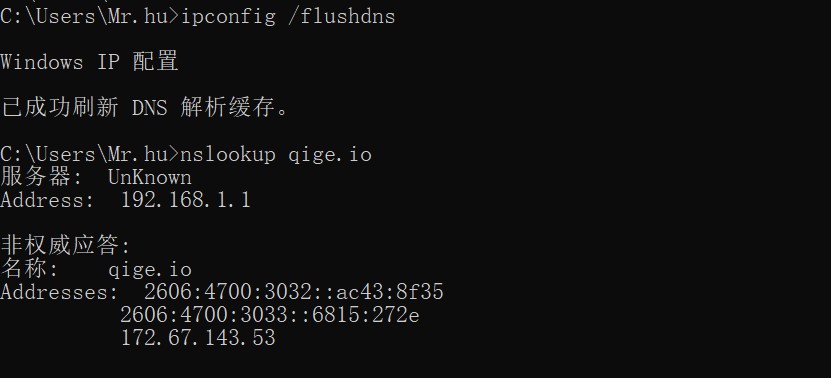 C:\Users\Mr.hu>ipconfig /flushdns
Windows IP 配置
已成功刷新 DNS 解析缓存。
C:\Users\Mr.hu>nslookup qige.io
服务器:  UnKnown
Address:  192.168.1.1
非权威应答:
名称:    qige.io
Addresses:  2606:4700:3032::ac43:8f35
2606:4700:3033::6815:272e
172.67.143.53